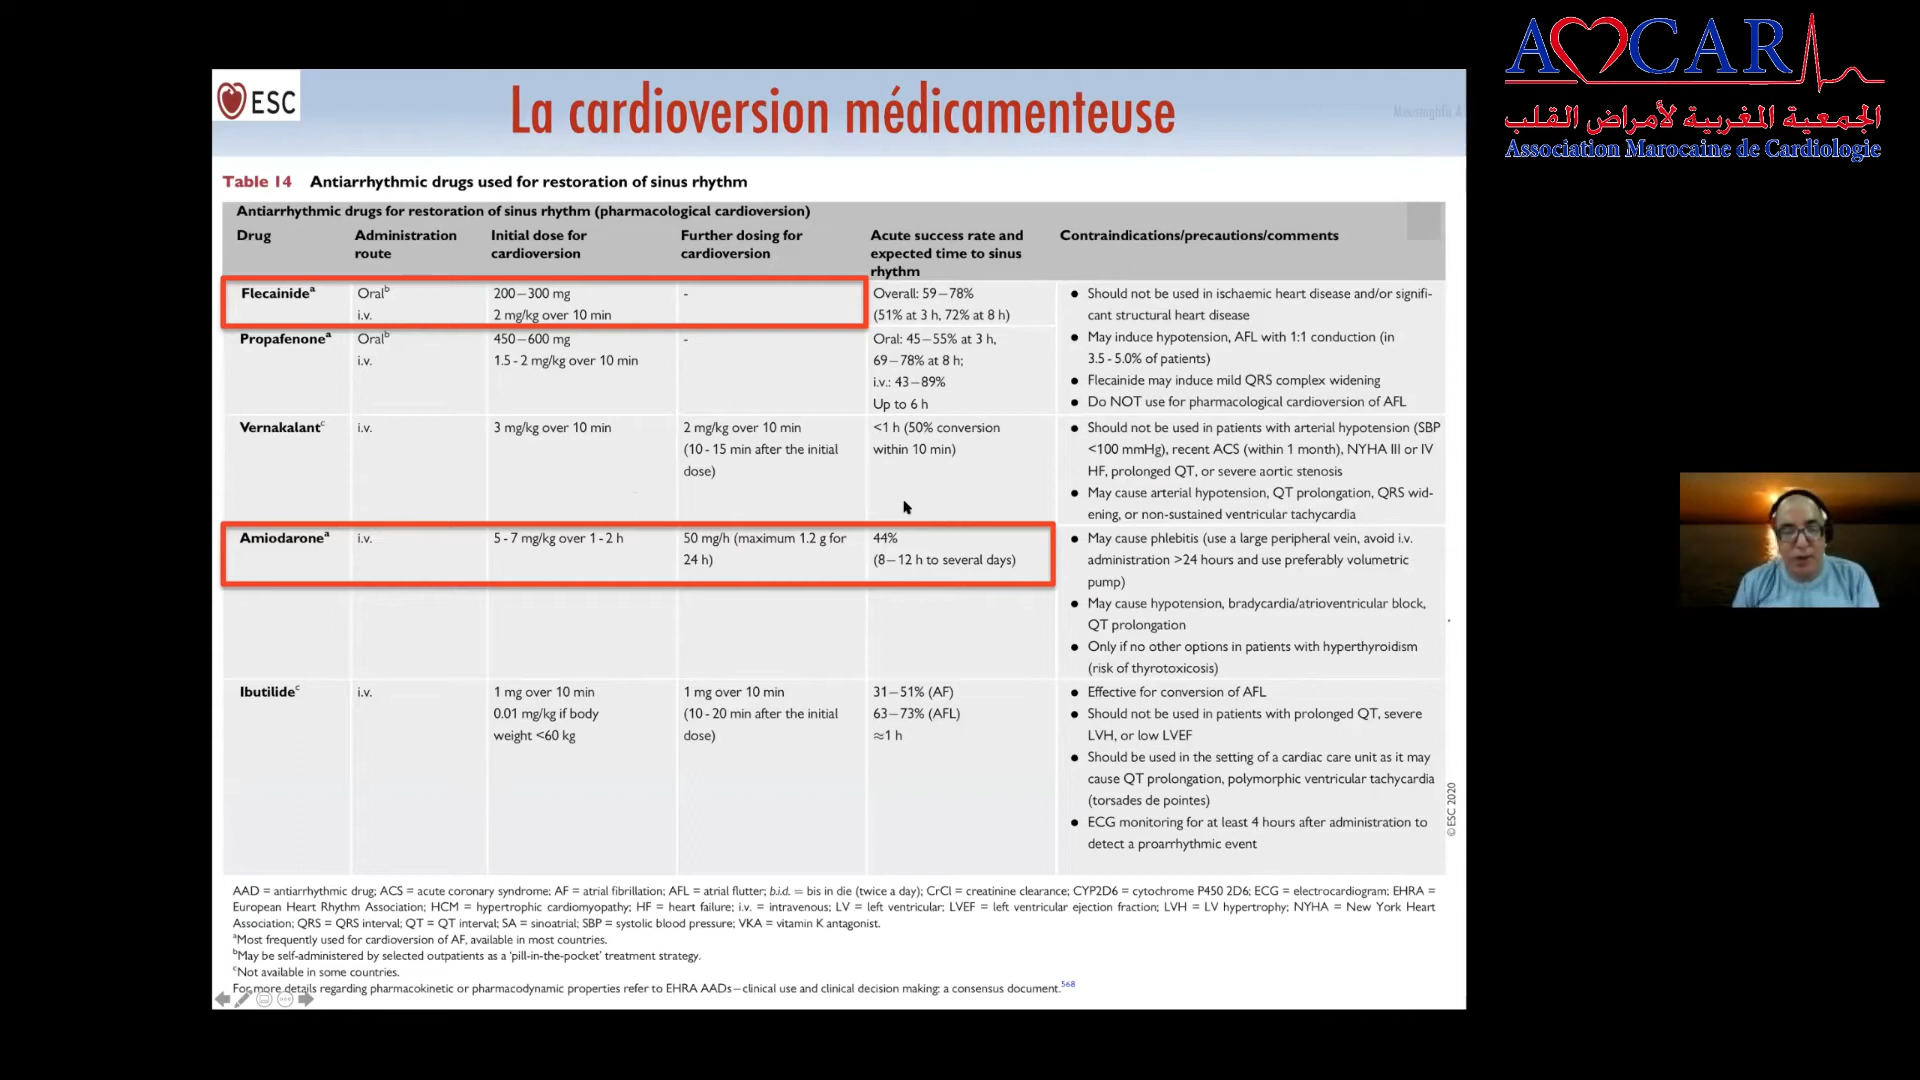 ESC
La cardioversion médicamenteuse
AMCAR
الجمعية المغربية لأمراض القلب
Association Marocaine de Cardiologie
Table 14 Antiarrhythmic drugs used for restoration of sinus rhythm
Antiarrhythmic drugs for restoration of sinus rhythm (pharmacological cardioversion)
Drug
Administration
route
Initial dose for
cardioversion
Further dosing for
cardioversion
Acute success rate and
expected time to sinus
rhythm
Contraindications/precautions/comments
Flecainideᵃ
Oralᵇ
i.v.
200–300 mg
2 mg/kg over 10 min
-
Overall: 59–78%
(51% at 3 h, 72% at 8 h)
● Should not be used in ischaemic heart disease and/or signifi-
cant structural heart disease
● May induce hypotension, AFL with 1:1 conduction (in
3.5 - 5.0% of patients)
● Flecainide may induce mild QRS complex widening
● Do NOT use for pharmacological cardioversion of AFL
Propafenoneᵃ
Oralᵇ
i.v.
450–600 mg
1.5 - 2 mg/kg over 10 min
-
Oral: 45–55% at 3 h,
69–78% at 8 h;
i.v.: 43–89%
Up to 6 h
Vernakalantᶜ
i.v.
3 mg/kg over 10 min
2 mg/kg over 10 min
(10 - 15 min after the initial
dose)
<1 h (50% conversion
within 10 min)
● Should not be used in patients with arterial hypotension (SBP
<100 mmHg), recent ACS (within 1 month), NYHA III or IV
HF, prolonged QT, or severe aortic stenosis
● May cause arterial hypotension, QT prolongation, QRS wid-
ening, or non-sustained ventricular tachycardia
Amiodaroneᵃ
i.v.
5 - 7 mg/kg over 1 - 2 h
50 mg/h (maximum 1.2 g for
24 h)
44%
(8–12 h to several days)
● May cause phlebitis (use a large peripheral vein, avoid i.v.
administration >24 hours and use preferably volumetric
pump)
● May cause hypotension, bradycardia/atrioventricular block,
QT prolongation
● Only if no other options in patients with hyperthyroidism
(risk of thyrotoxicosis)
Ibutilideᶜ
i.v.
1 mg over 10 min
0.01 mg/kg if body
weight <60 kg
1 mg over 10 min
(10 - 20 min after the initial
dose)
31–51% (AF)
63–73% (AFL)
≈1 h
● Effective for conversion of AFL
● Should not be used in patients with prolonged QT, severe
LVH, or low LVEF
● Should be used in the setting of a cardiac care unit as it may
cause QT prolongation, polymorphic ventricular tachycardia
(torsades de pointes)
● ECG monitoring for at least 4 hours after administration to
detect a proarrhythmic event
©ESC 2020
AAD = antiarrhythmic drug; ACS = acute coronary syndrome; AF = atrial fibrillation; AFL = atrial flutter; b.i.d. = bis in die (twice a day); CrCl = creatinine clearance; CYP2D6 = cytochrome P450 2D6; ECG = electrocardiogram; EHRA =
European Heart Rhythm Association; HCM = hypertrophic cardiomyopathy; HF = heart failure; i.v. = intravenous; LV = left ventricular; LVEF = left ventricular ejection fraction; LVH = LV hypertrophy; NYHA = New York Heart
Association; QRS = QRS interval; QT = QT interval; SA = sinoatrial; SBP = systolic blood pressure; VKA = vitamin K antagonist.
ᵃMost frequently used for cardioversion of AF, available in most countries.
ᵇMay be self-administered by selected outpatients as a ‘pill-in-the-pocket’ treatment strategy.
ᶜNot available in some countries.
For more details regarding pharmacokinetic or pharmacodynamic properties refer to EHRA AADs–clinical use and clinical decision making: a consensus document.⁵⁶⁸